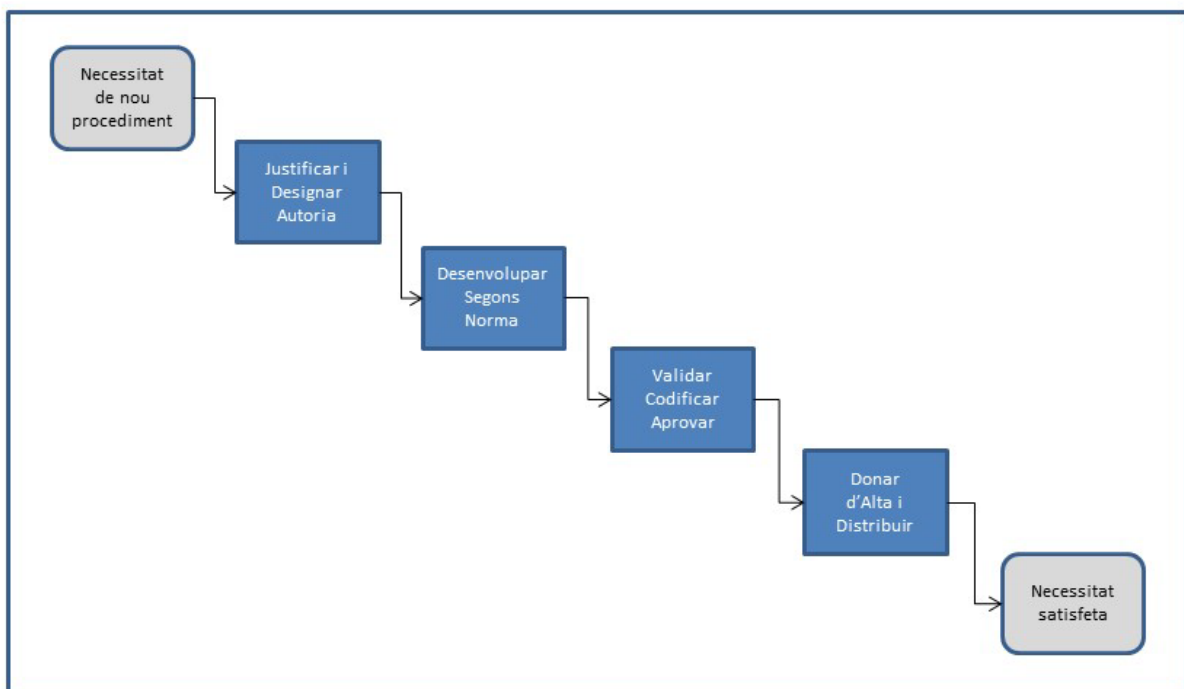 Necessitat
de nou
procediment
Justificar i
Designar
Autoria
Desenvolupar
Segons
Norma
Validar
Codificar
Aprovar
Donar
d’Alta i
Distribuir
Necessitat
satisfeta